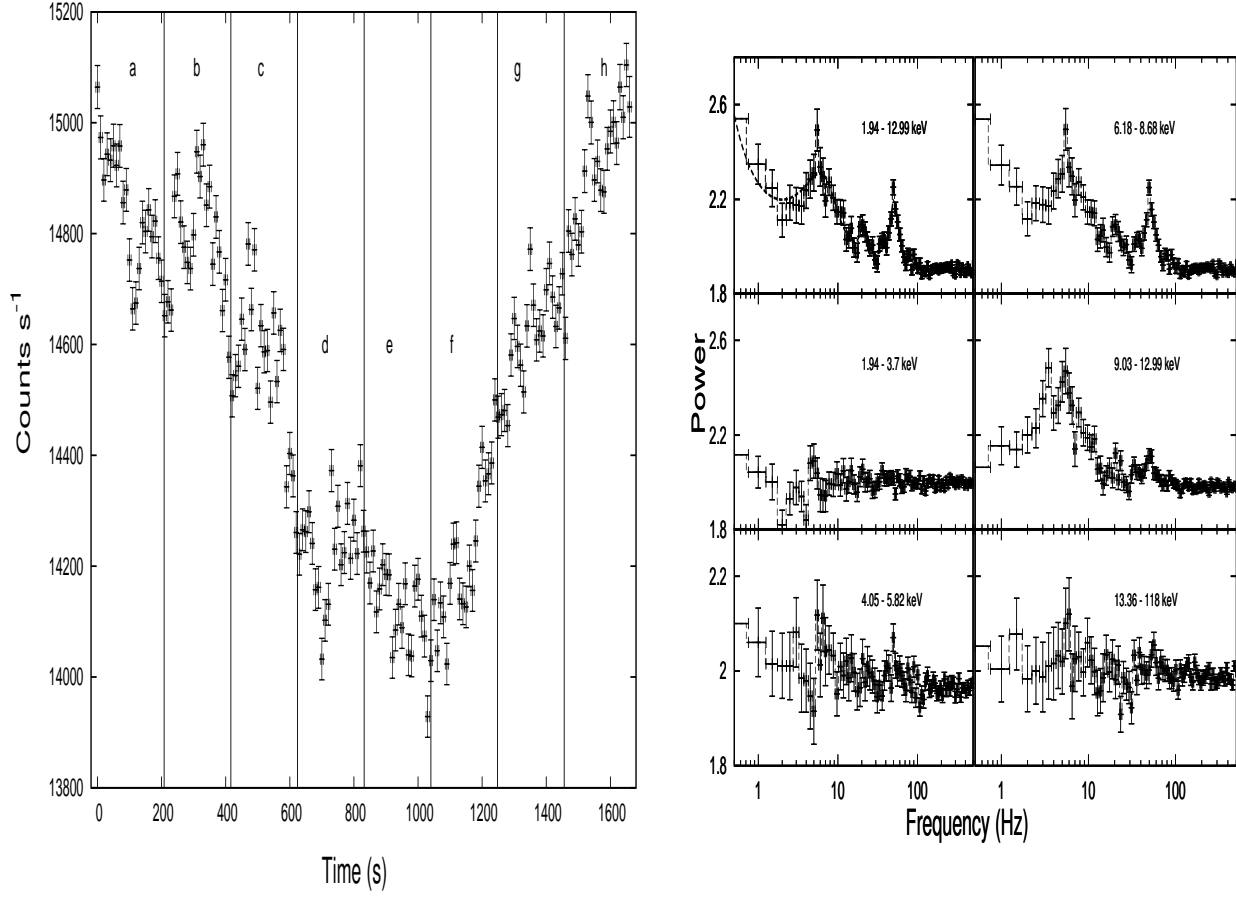 15200
15000
14800
14600
14400
14200
14000
13800
Counts s⁻¹
a b c d e f g h
0 200 400 600 800 1000 1200 1400 1600
Time (s)
Power
2.6
2.2
1.8
1.94 - 12.99 keV
6.18 - 8.68 keV
2.6
2.2
1.8
1.94 - 3.7 keV
9.03 - 12.99 keV
2.2
2
1.8
4.05 - 5.82 keV
13.36 - 118 keV
1 10 100 1 10 100
Frequency (Hz)